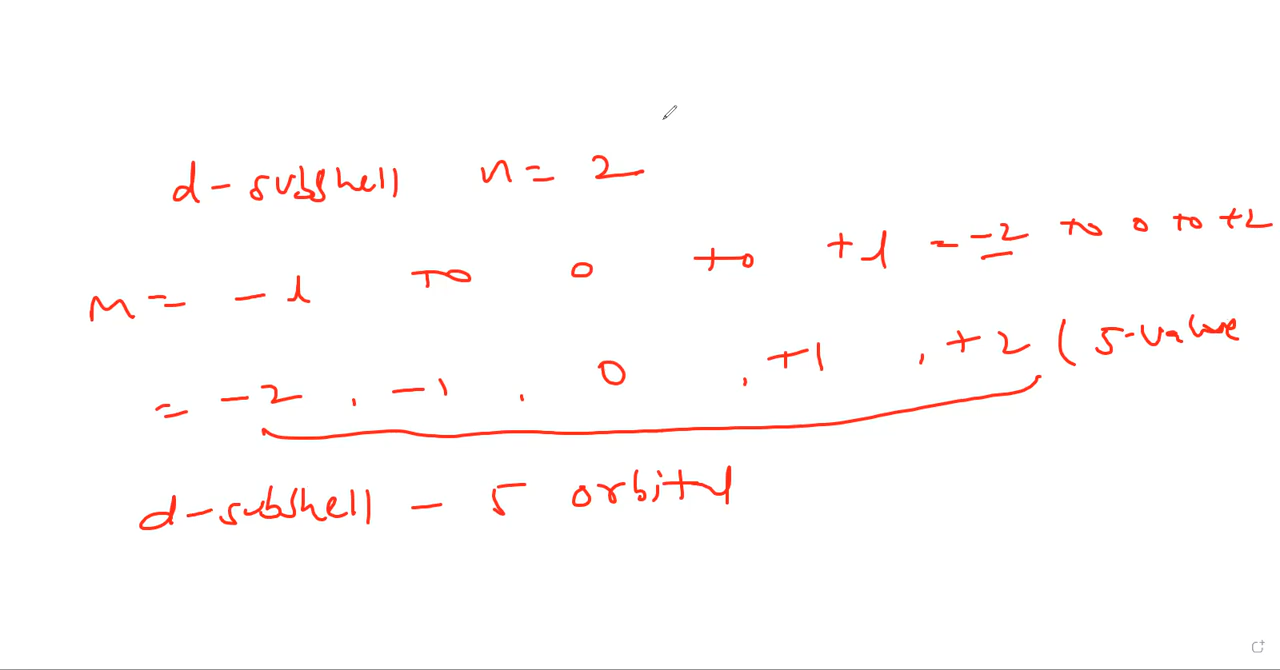 d-subshell n = 2
m = -l to 0 to +l = -2 to 0 to +2
= -2 , -1 , 0 , +1 , +2 ( 5-value
d-subshell - 5 orbital